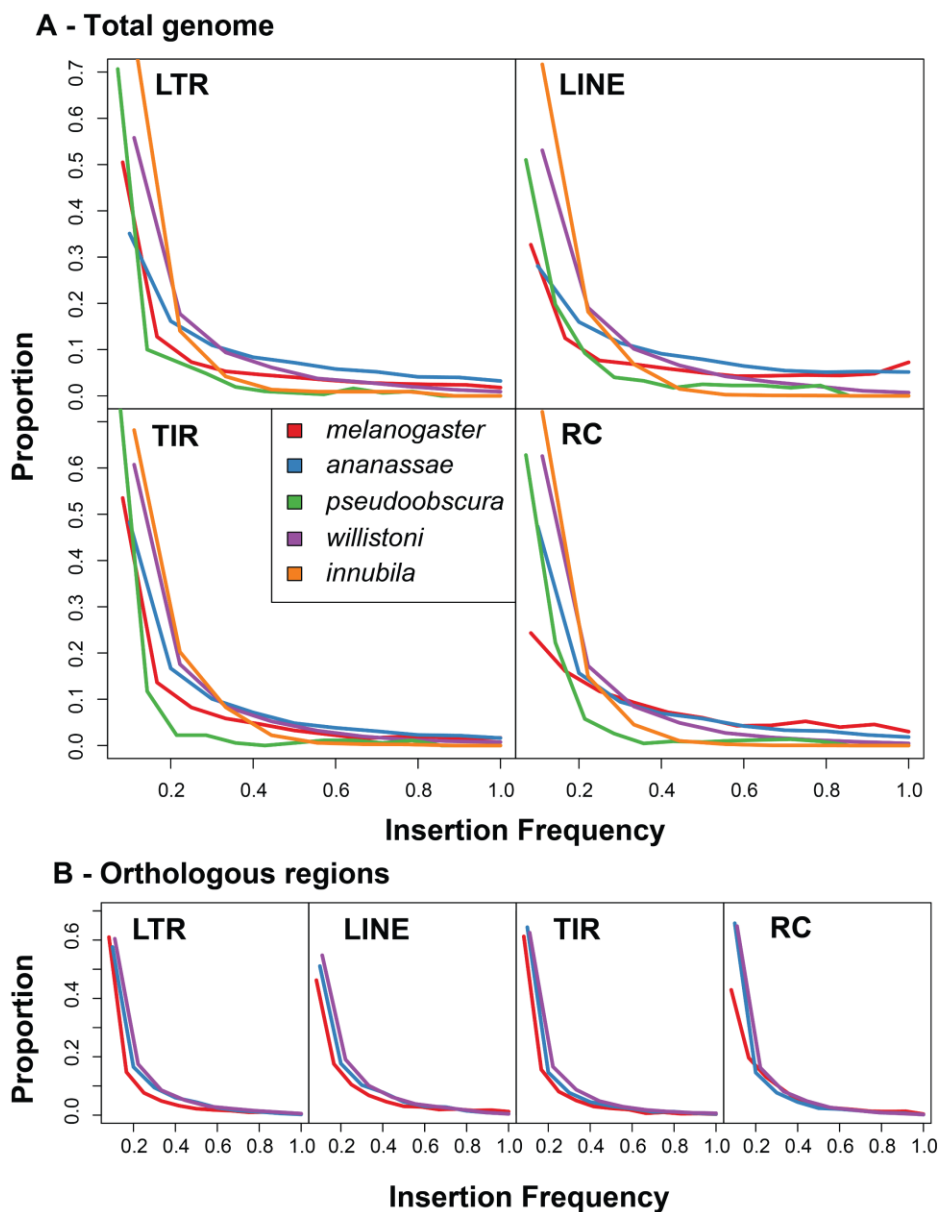 A - Total genome
LTR
LINE
0.0 0.1 0.2 0.3 0.4 0.5 0.6 0.7
TIR
RC
0.0 0.1 0.2 0.3 0.4 0.5 0.6
melanogaster
ananassae
pseudoobscura
willistoni
innubila
Proportion
0.2 0.4 0.6 0.8 1.0
0.2 0.4 0.6 0.8 1.0
Insertion Frequency
B - Orthologous regions
LTR
LINE
TIR
RC
Proportion
0.0 0.2 0.4 0.6
0.2 0.4 0.6 0.8 1.0
0.2 0.4 0.6 0.8 1.0
0.2 0.4 0.6 0.8 1.0
0.2 0.4 0.6 0.8 1.0
Insertion Frequency